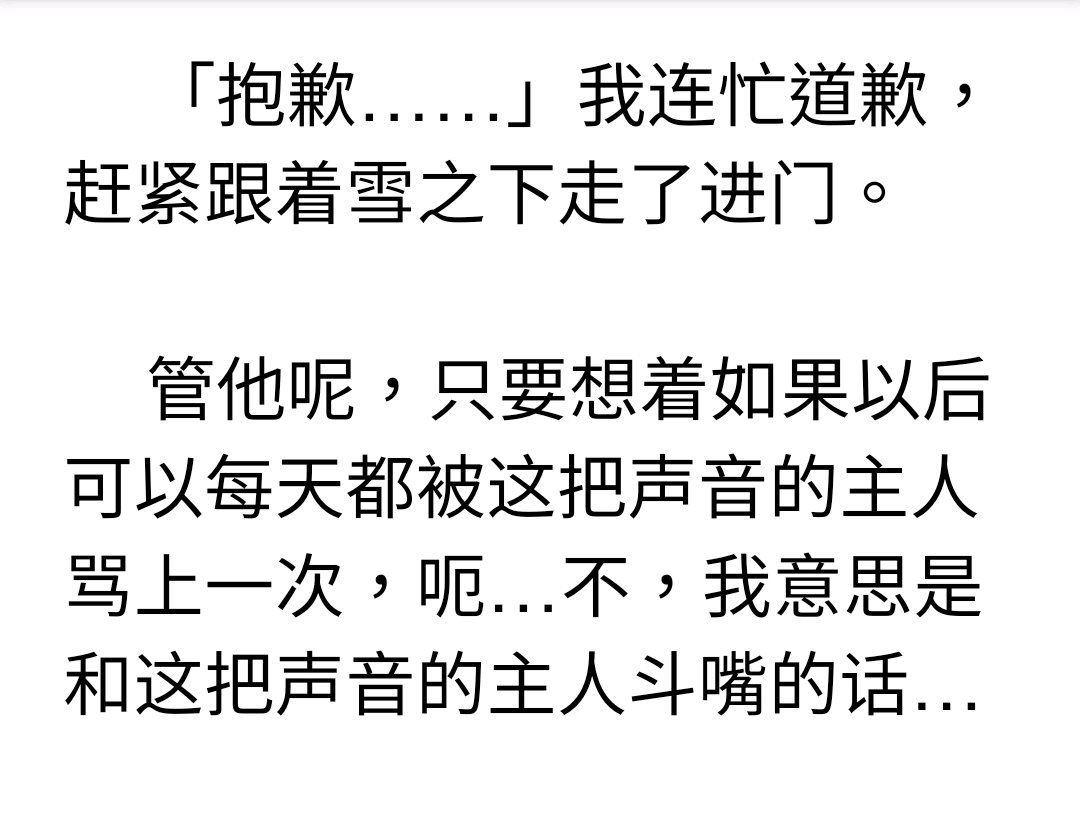 「抱歉……」我连忙道歉，
赶紧跟着雪之下走了进门。
管他呢，只要想着如果以后
可以每天都被这把声音的主人
骂上一次，呃…不，我意思是
和这把声音的主人斗嘴的话…